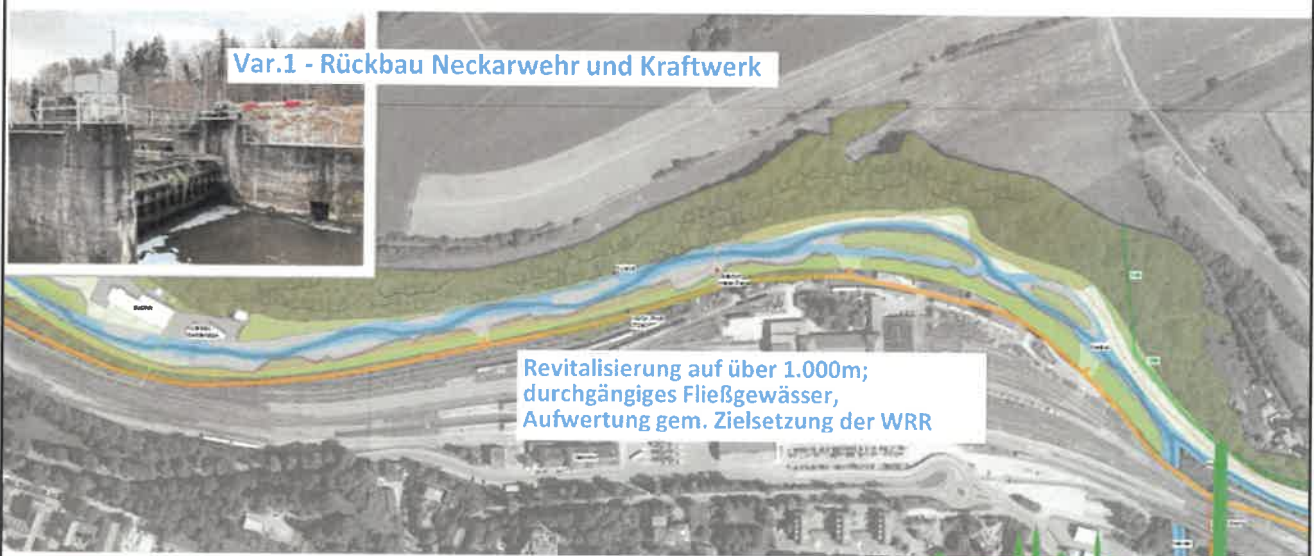 Var.1 - Rückbau Neckarwehr und Kraftwerk
Revitalisierung auf über 1.000m;
durchgängiges Fließgewässer,
Aufwertung gem. Zielsetzung der WRR